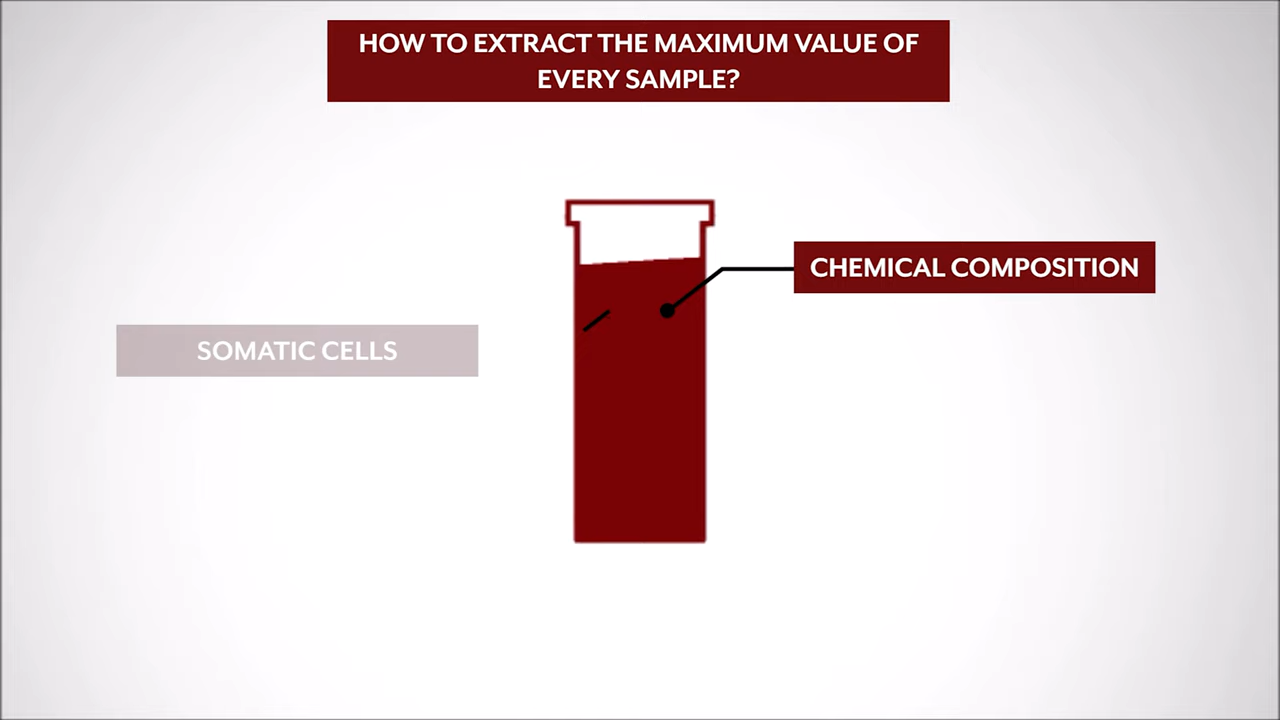 HOW TO EXTRACT THE MAXIMUM VALUE OF
EVERY SAMPLE?
CHEMICAL COMPOSITION
SOMATIC CELLS